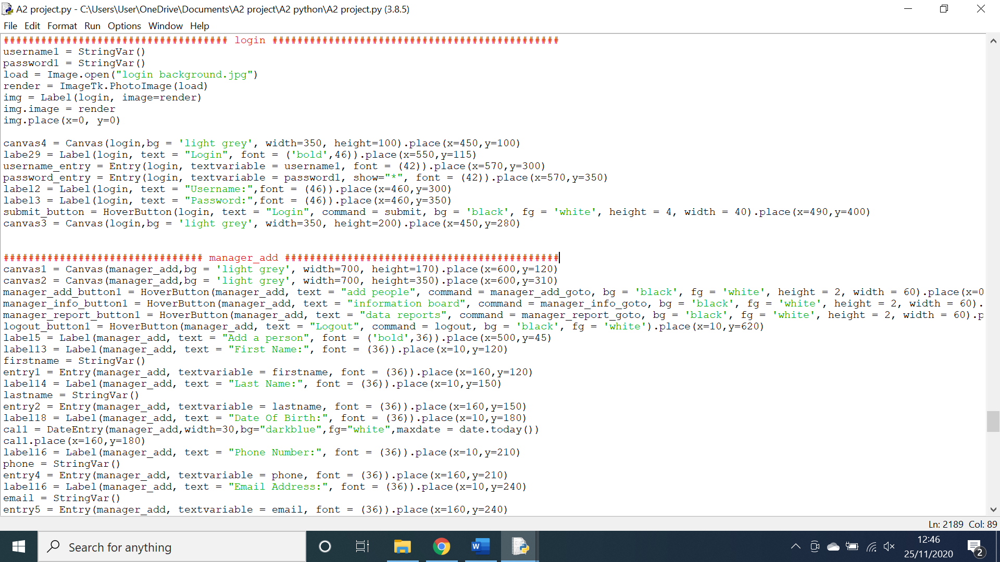 A2 project.py - C:\Users\User\OneDrive\Documents\A2 project\A2 python\A2 project.py (3.8.5)
File Edit Format Run Options Window Help
#################################### login ##############################################
username1 = StringVar()
password1 = StringVar()
load = Image.open("login background.jpg")
render = ImageTk.PhotoImage(load)
img = Label(login, image=render)
img.image = render
img.place(x=0, y=0)
canvas4 = Canvas(login,bg = 'light grey', width=350, height=100).place(x=450,y=100)
labe29 = Label(login, text = "Login", font = ('bold',46)).place(x=550,y=115)
username_entry = Entry(login, textvariable = username1, font = (42)).place(x=570,y=300)
password_entry = Entry(login, textvariable = password1, show="*", font = (42)).place(x=570,y=350)
label2 = Label(login, text = "Username:",font = (46)).place(x=460,y=300)
label3 = Label(login, text = "Password:",font = (46)).place(x=460,y=350)
submit_button = HoverButton(login, text = "Login", command = submit, bg = 'black', fg = 'white', height = 4, width = 40).place(x=490,y=400)
canvas3 = Canvas(login,bg = 'light grey', width=350, height=200).place(x=450,y=280)
################################ manager_add ############################################
canvas1 = Canvas(manager_add,bg = 'light grey', width=700, height=170).place(x=600,y=120)
canvas2 = Canvas(manager_add,bg = 'light grey', width=700, height=350).place(x=600,y=310)
manager_add_button1 = HoverButton(manager_add, text = "add people", command = manager_add_goto, bg = 'black', fg = 'white', height = 2, width = 60).place(x=0
manager_info_button1 = HoverButton(manager_add, text = "information board", command = manager_info_goto, bg = 'black', fg = 'white', height = 2, width = 60).
manager_report_button1 = HoverButton(manager_add, text = "data reports", command = manager_report_goto, bg = 'black', fg = 'white', height = 2, width = 60).p
logout_button1 = HoverButton(manager_add, text = "Logout", command = logout, bg = 'black', fg = 'white').place(x=10,y=620)
label5 = Label(manager_add, text = "Add a person", font = ('bold',36)).place(x=500,y=45)
label13 = Label(manager_add, text = "First Name:", font = (36)).place(x=10,y=120)
firstname = StringVar()
entry1 = Entry(manager_add, textvariable = firstname, font = (36)).place(x=160,y=120)
label14 = Label(manager_add, text = "Last Name:", font = (36)).place(x=10,y=150)
lastname = StringVar()
entry2 = Entry(manager_add, textvariable = lastname, font = (36)).place(x=160,y=150)
label18 = Label(manager_add, text = "Date Of Birth:", font = (36)).place(x=10,y=180)
cal1 = DateEntry(manager_add,width=30,bg="darkblue",fg="white",maxdate = date.today())
cal1.place(x=160,y=180)
label16 = Label(manager_add, text = "Phone Number:", font = (36)).place(x=10,y=210)
phone = StringVar()
entry4 = Entry(manager_add, textvariable = phone, font = (36)).place(x=160,y=210)
label16 = Label(manager_add, text = "Email Address:", font = (36)).place(x=10,y=240)
email = StringVar()
entry5 = Entry(manager_add, textvariable = email, font = (36)).place(x=160,y=240)
Ln: 2189 Col: 89
Search for anything
W
12:46
25/11/2020
2